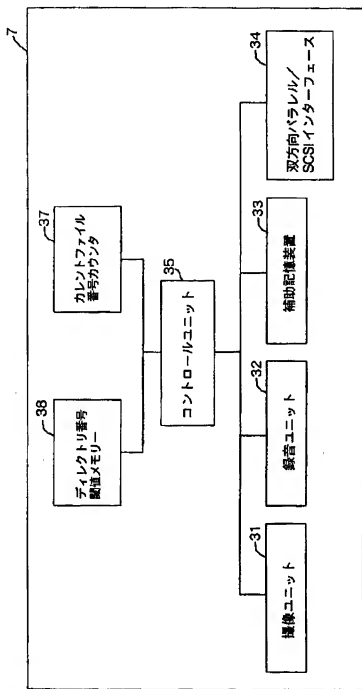 7
38
ディレクトリ番号
閾値メモリー
37
カレントファイル
番号カウンタ
35
コントロールユニット
31
撮像ユニット
32
録音ユニット
33
補助記憶装置
34
双方向パラレル/
SCSIインターフェース